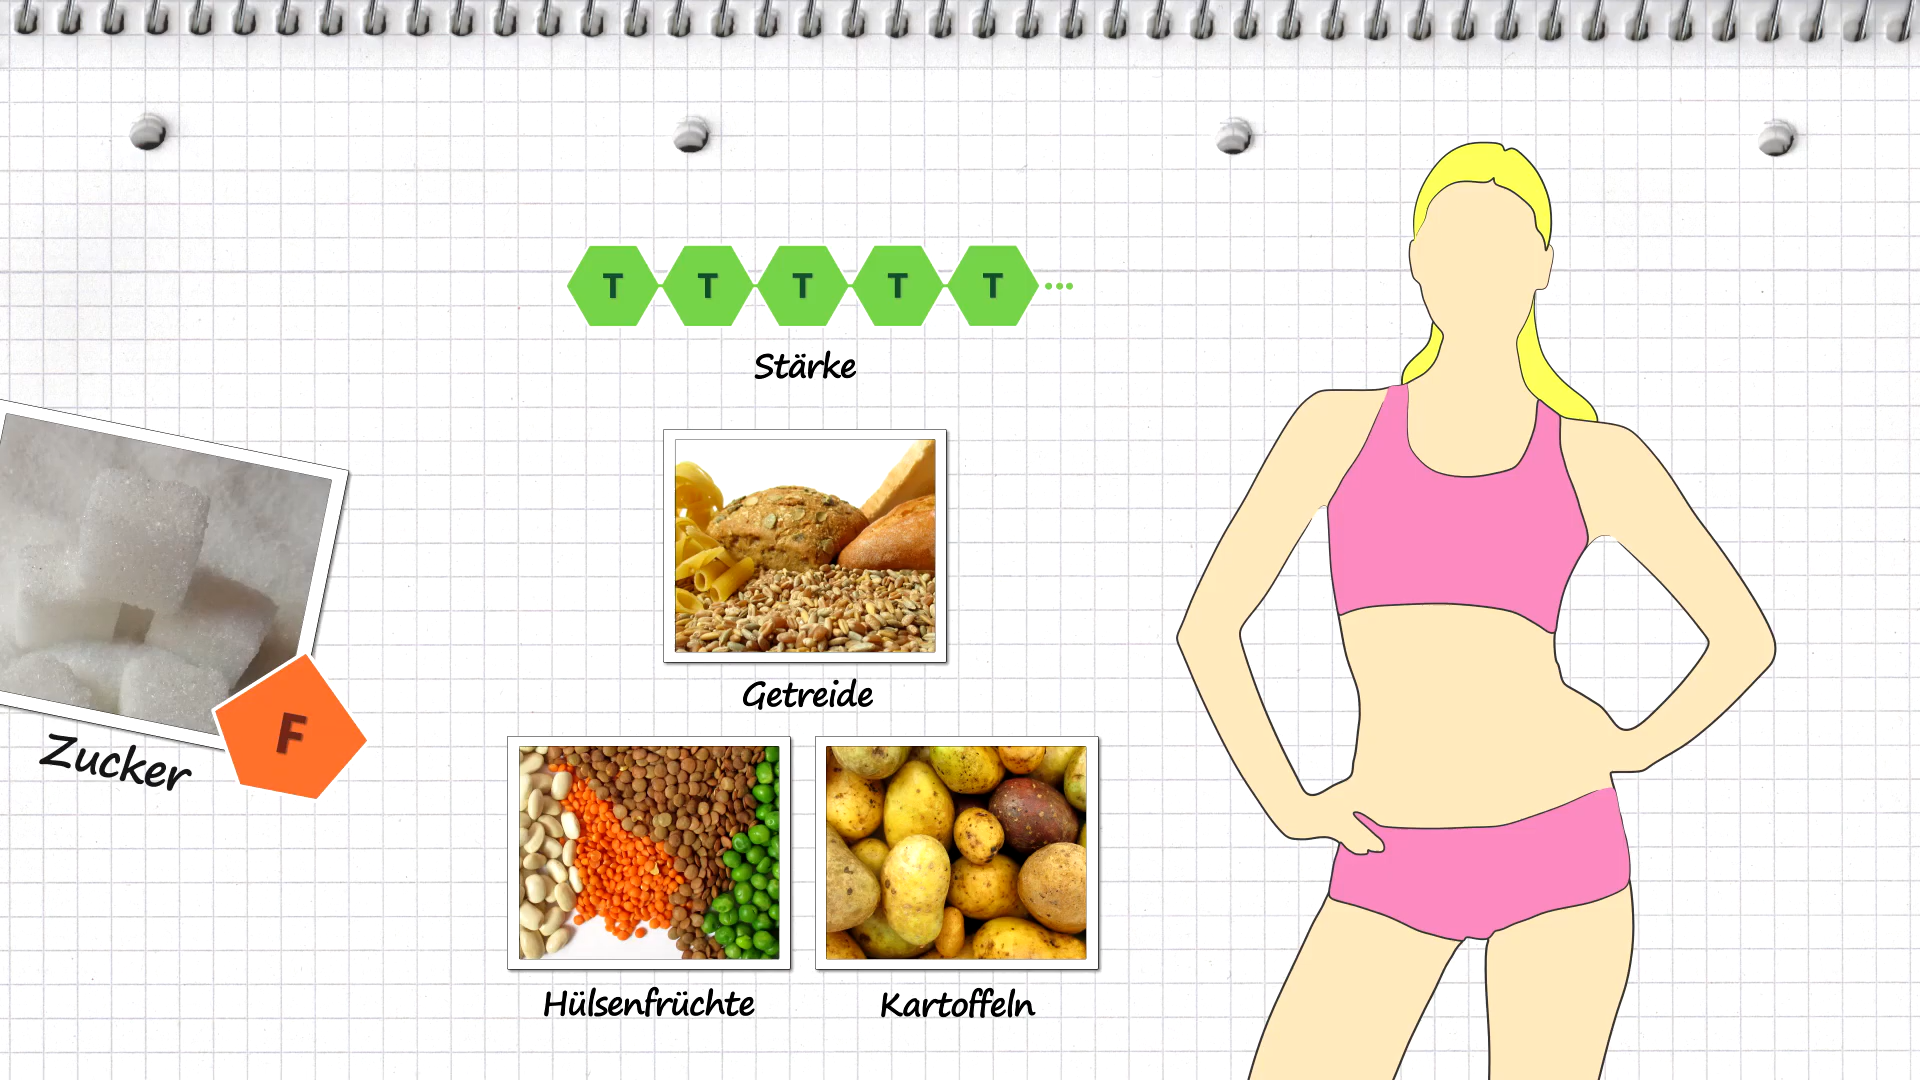 T T T T T
Stärke
Getreide
F
Zucker
Hülsenfrüchte
Kartoffeln